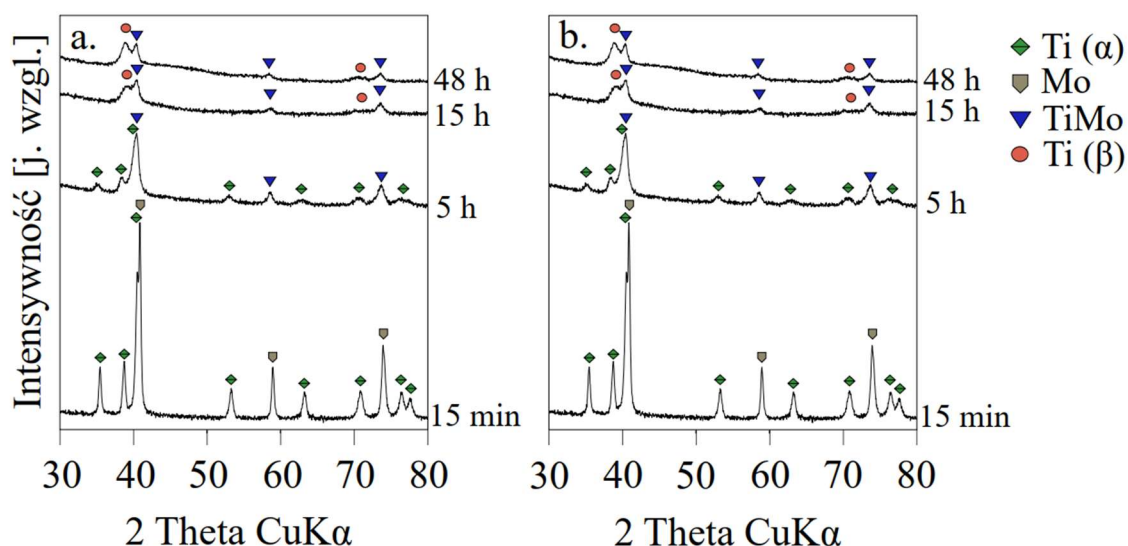 Intensywność [j. wzgl.]
a.
48 h
15 h
5 h
15 min
30 40 50 60 70 80
2 Theta CuKα
b.
48 h
15 h
5 h
15 min
30 40 50 60 70 80
2 Theta CuKα
Ti (α)
Mo
TiMo
Ti (β)